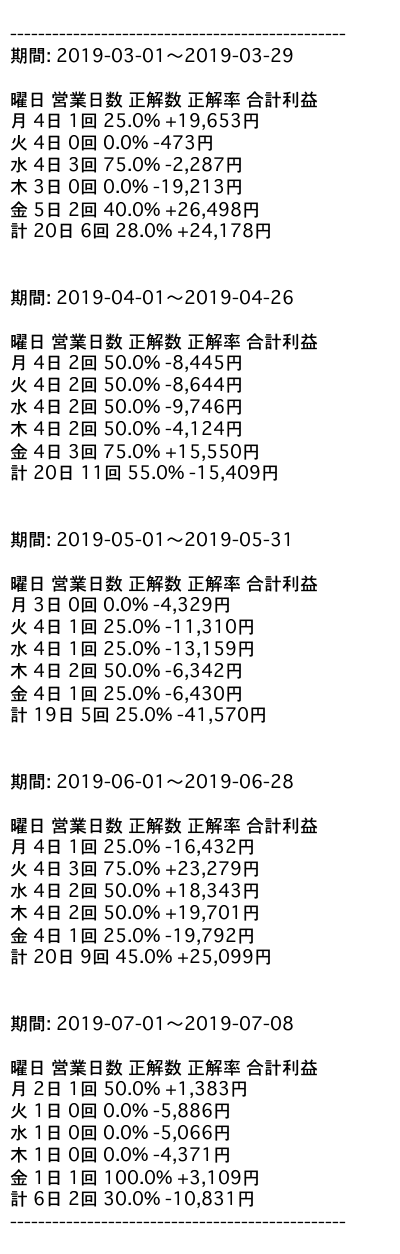 ------------------------------------------------
期間: 2019-03-01～2019-03-29
曜日 営業日数 正解数 正解率 合計利益
月 4日 1回 25.0% +19,653円
火 4日 0回 0.0% -473円
水 4日 3回 75.0% -2,287円
木 3日 0回 0.0% -19,213円
金 5日 2回 40.0% +26,498円
計 20日 6回 28.0% +24,178円
期間: 2019-04-01～2019-04-26
曜日 営業日数 正解数 正解率 合計利益
月 4日 2回 50.0% -8,445円
火 4日 2回 50.0% -8,644円
水 4日 2回 50.0% -9,746円
木 4日 2回 50.0% -4,124円
金 4日 3回 75.0% +15,550円
計 20日 11回 55.0% -15,409円
期間: 2019-05-01～2019-05-31
曜日 営業日数 正解数 正解率 合計利益
月 3日 0回 0.0% -4,329円
火 4日 1回 25.0% -11,310円
水 4日 1回 25.0% -13,159円
木 4日 2回 50.0% -6,342円
金 4日 1回 25.0% -6,430円
計 19日 5回 25.0% -41,570円
期間: 2019-06-01～2019-06-28
曜日 営業日数 正解数 正解率 合計利益
月 4日 1回 25.0% -16,432円
火 4日 3回 75.0% +23,279円
水 4日 2回 50.0% +18,343円
木 4日 2回 50.0% +19,701円
金 4日 1回 25.0% -19,792円
計 20日 9回 45.0% +25,099円
期間: 2019-07-01～2019-07-08
曜日 営業日数 正解数 正解率 合計利益
月 2日 1回 50.0% +1,383円
火 1日 0回 0.0% -5,886円
水 1日 0回 0.0% -5,066円
木 1日 0回 0.0% -4,371円
金 1日 1回 100.0% +3,109円
計 6日 2回 30.0% -10,831円
------------------------------------------------